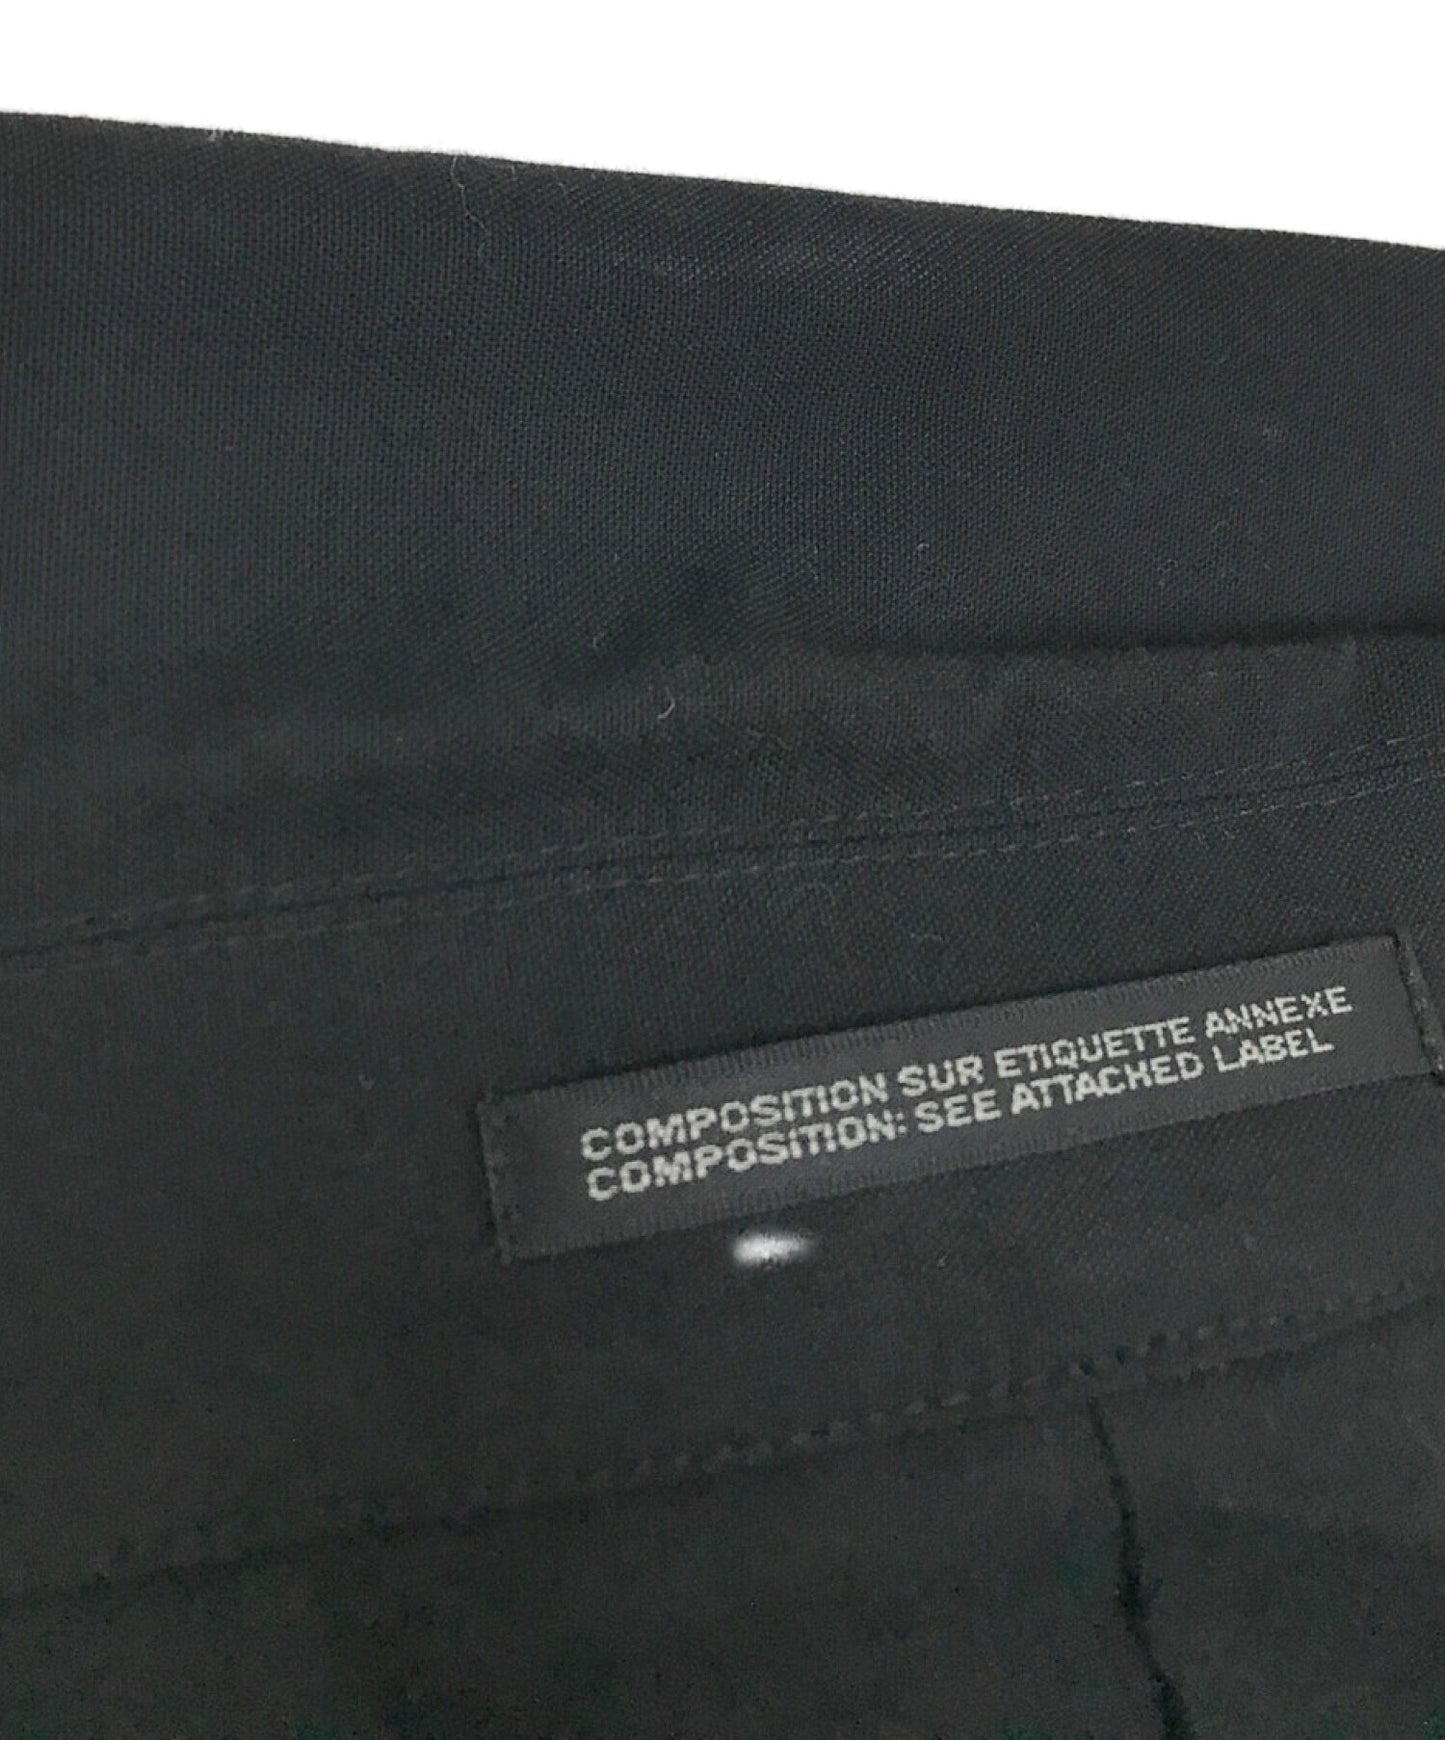 COMPOSITION SUR ETIQUETTE ANNEXE
COMPOSITION: SEE ATTACHED LABEL